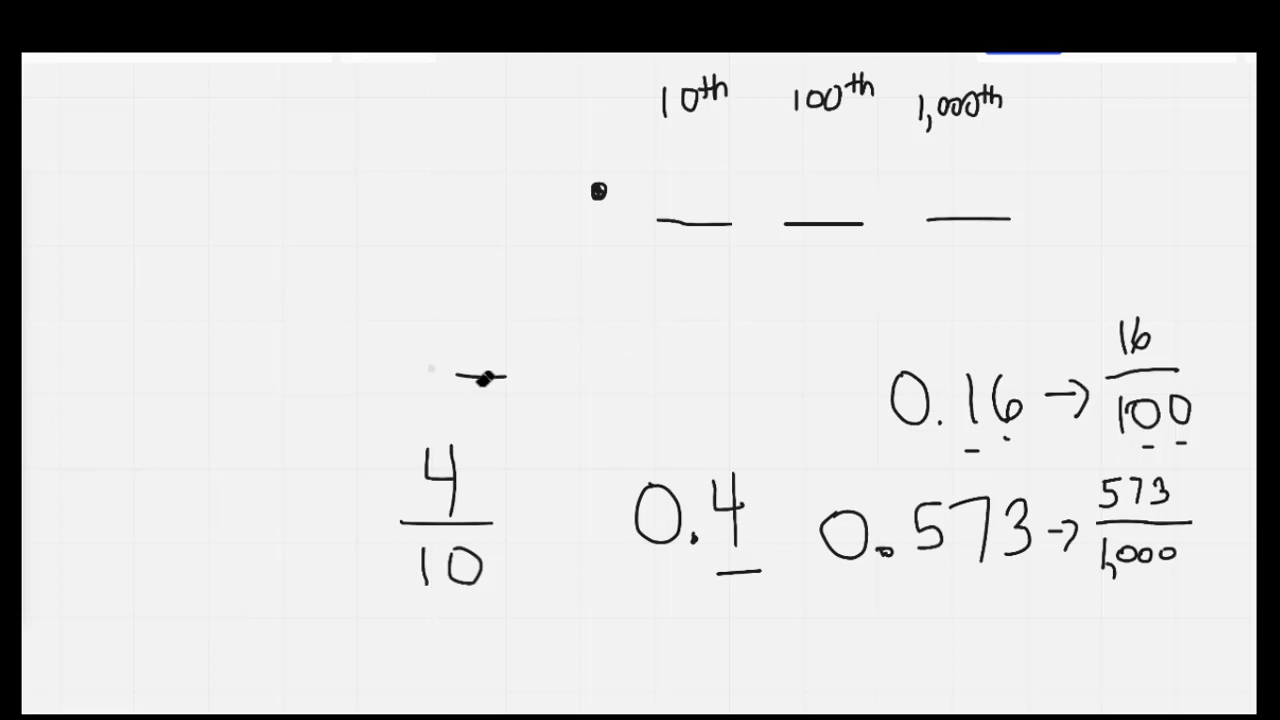 10th 100th 1,000th
.
0.16 → 16/100
4/10 0.4 0.573 → 573/1,000